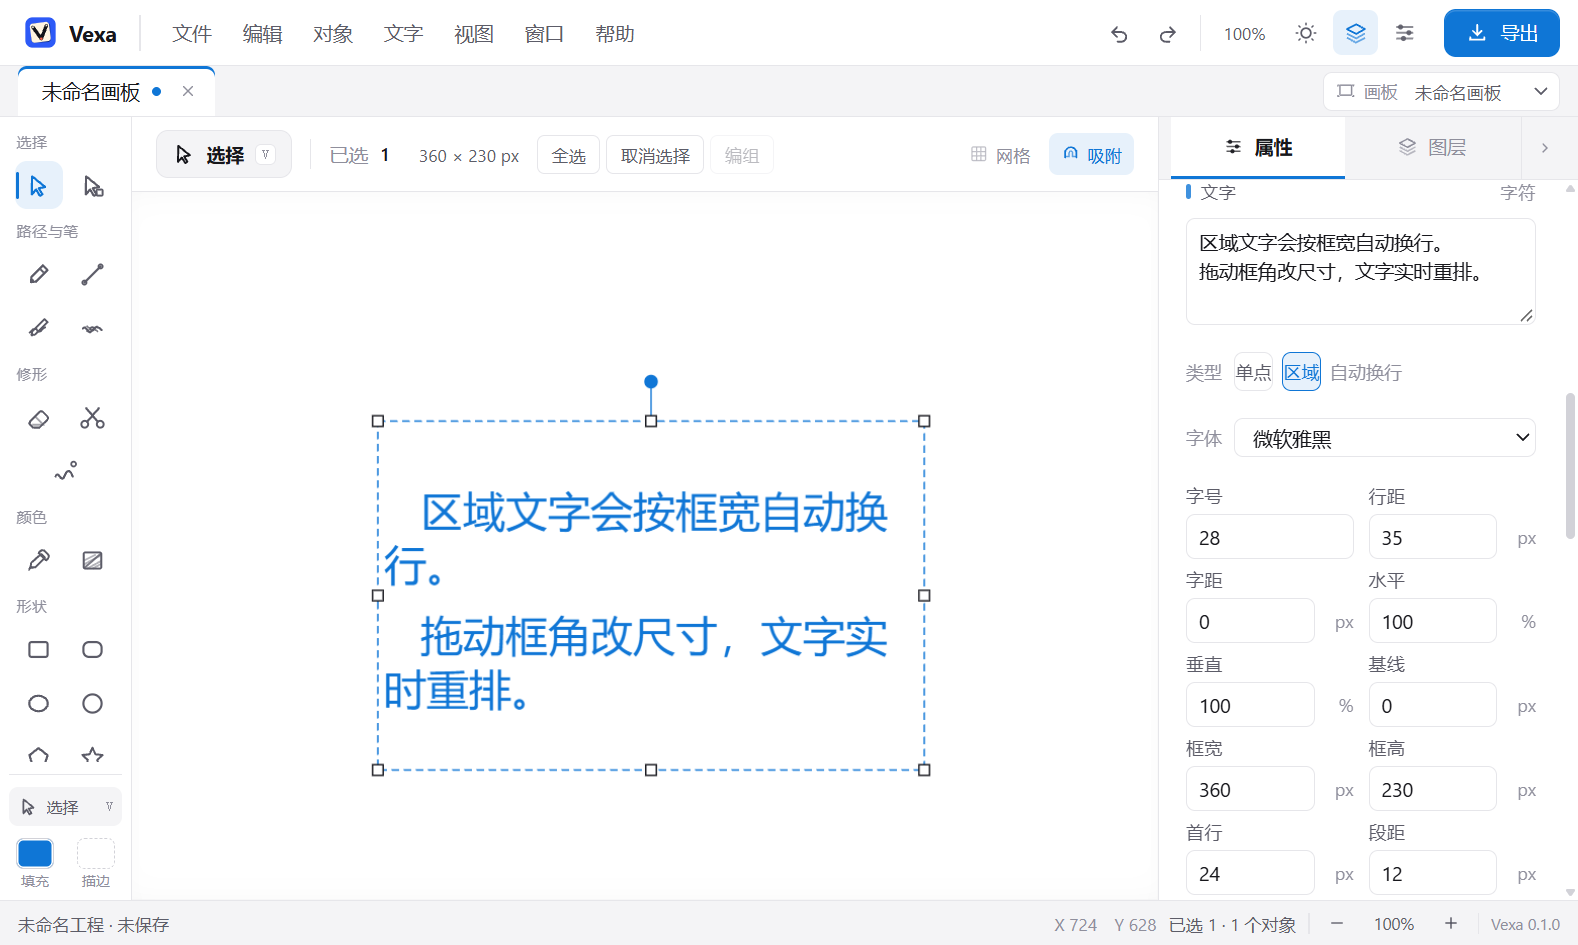 Vexa
文件 编辑 对象 文字 视图 窗口 帮助
100%
导出
未命名画板
画板 未命名画板
选择
选择 V
已选 1
360 × 230 px
全选 取消选择 编组
网格 吸附
属性 图层
路径与笔
修形
颜色
形状
选择 V
填充 描边
区域文字会按框宽自动换
行。
拖动框角改尺寸，文字实
时重排。
文字 字符
区域文字会按框宽自动换行。
拖动框角改尺寸，文字实时重排。
类型 单点 区域 自动换行
字体 微软雅黑
字号 行距
28 35 px
字距 水平
0 px 100 %
垂直 基线
100 % 0 px
框宽 框高
360 px 230 px
首行 段距
24 px 12 px
未命名工程 · 未保存
X 724 Y 628 已选 1 · 1 个对象
100%
Vexa 0.1.0